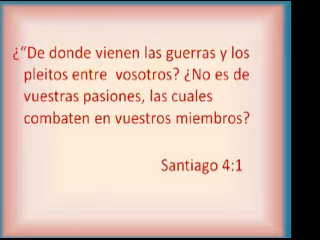 ¿“De donde vienen las guerras y los
pleitos entre vosotros? ¿No es de
vuestras pasiones, las cuales
combaten en vuestros miembros?
Santiago 4:1